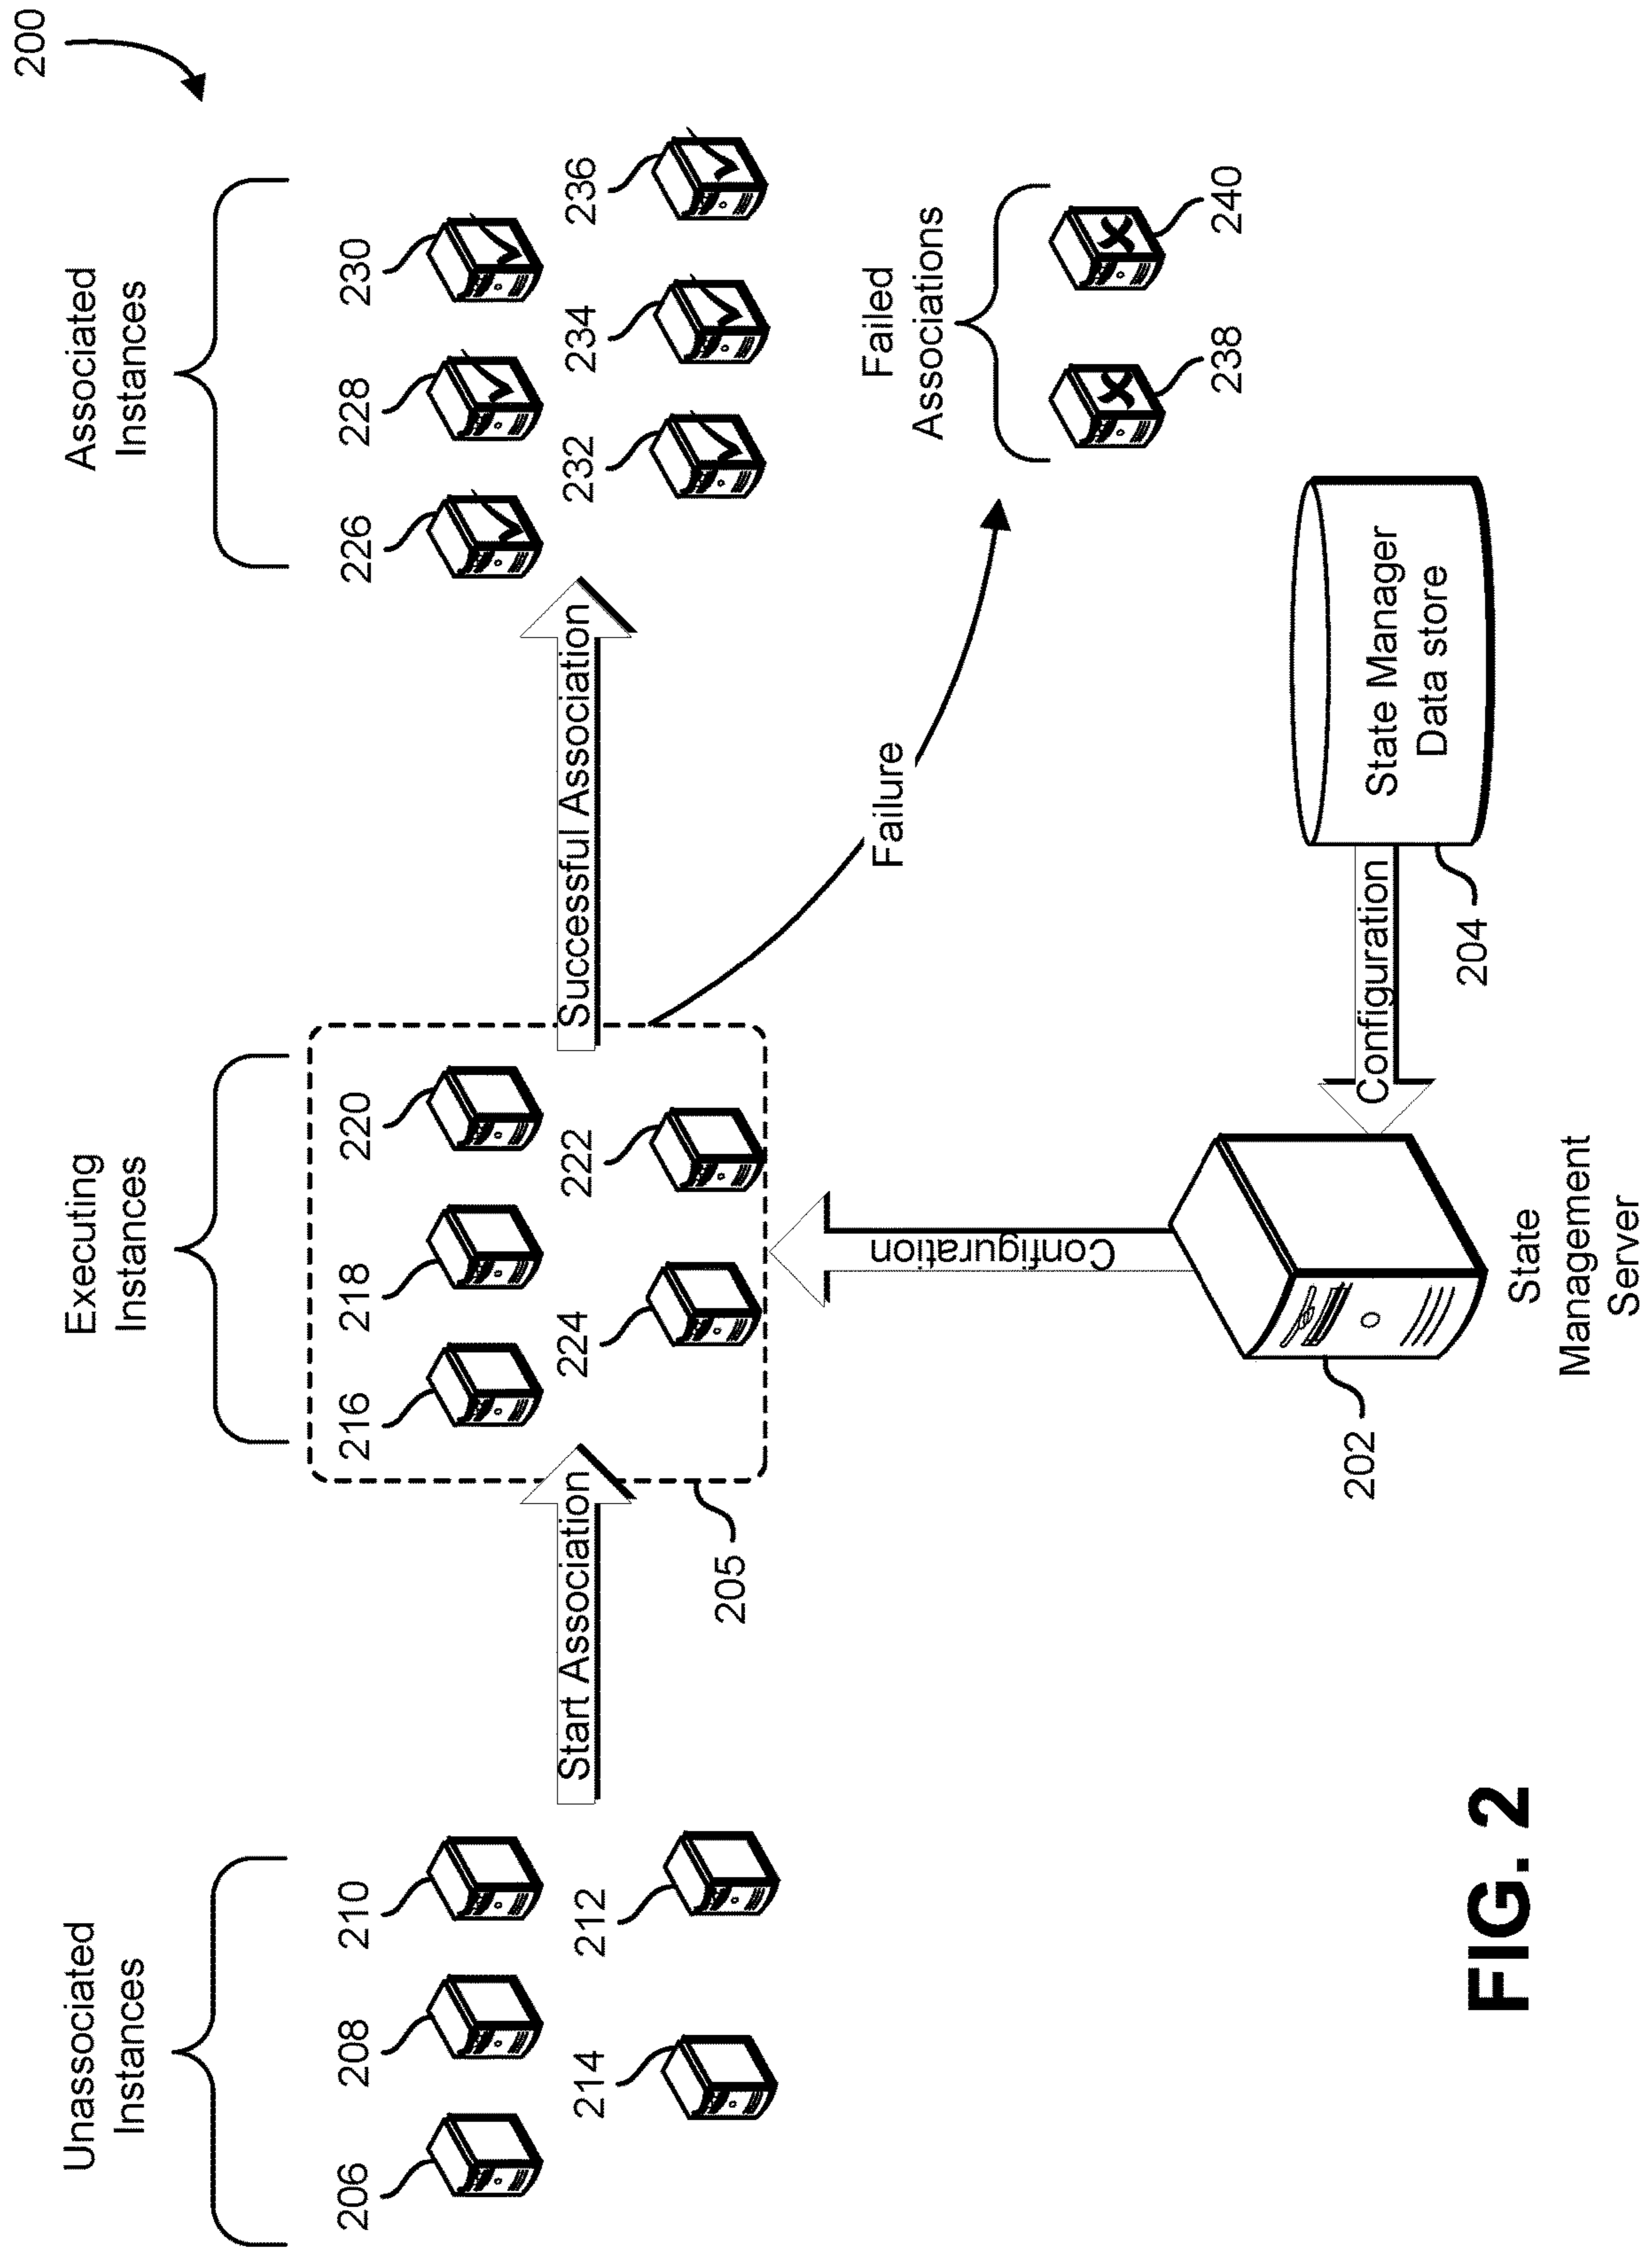 200
Unassociated
Instances
206
208
210
214
212
Start Association
205
Executing
Instances
216
218
220
224
222
Successful Association
Failure
Associated
Instances
226
228
230
232
234
236
Failed
Associations
238
240
Configuration
202
State
Management
Server
Configuration
204
State Manager
Data store
FIG. 2